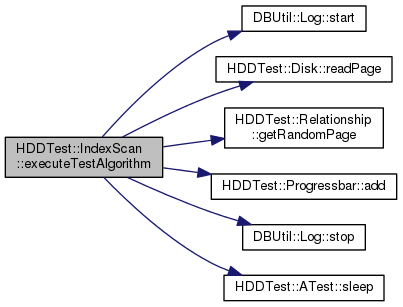 DBUtil::Log::start
HDDTest::Disk::readPage
HDDTest::Relationship
::getRandomPage
HDDTest::IndexScan
::executeTestAlgorithm
HDDTest::Progressbar::add
DBUtil::Log::stop
HDDTest::ATest::sleep